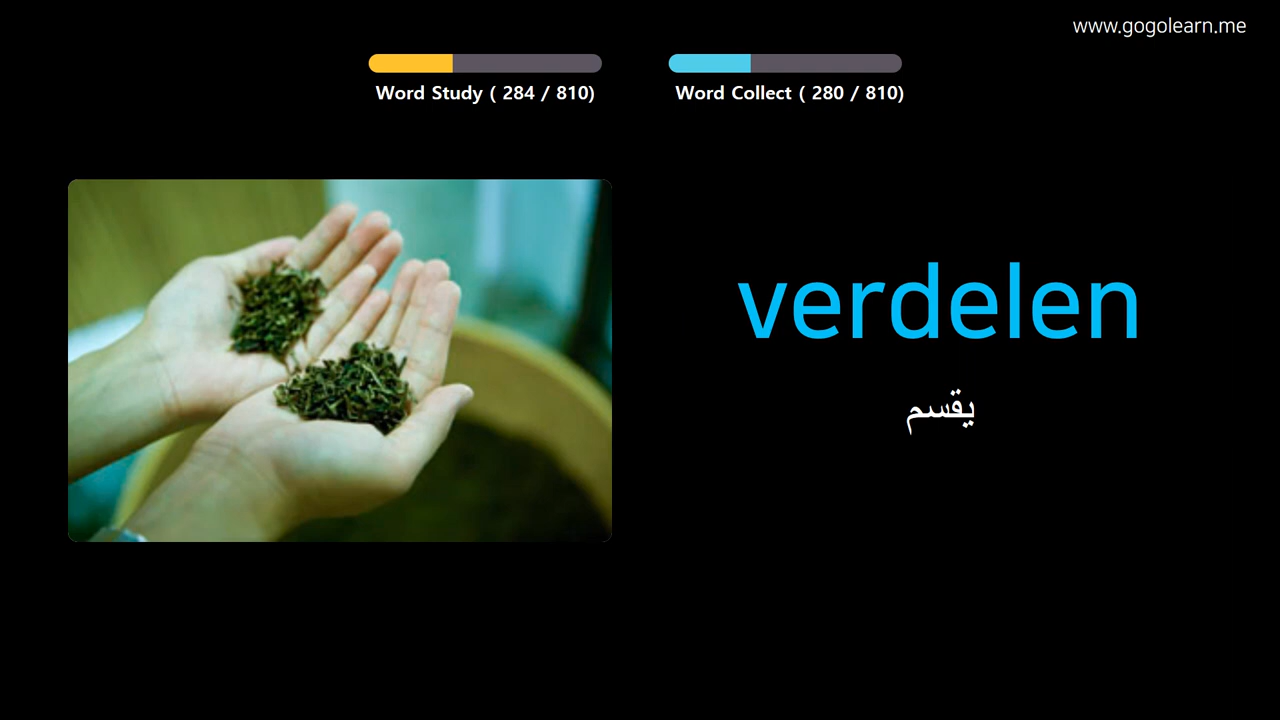 www.gogolearn.me
Word Study ( 284 / 810)
Word Collect ( 280 / 810)
verdelen
يقسم